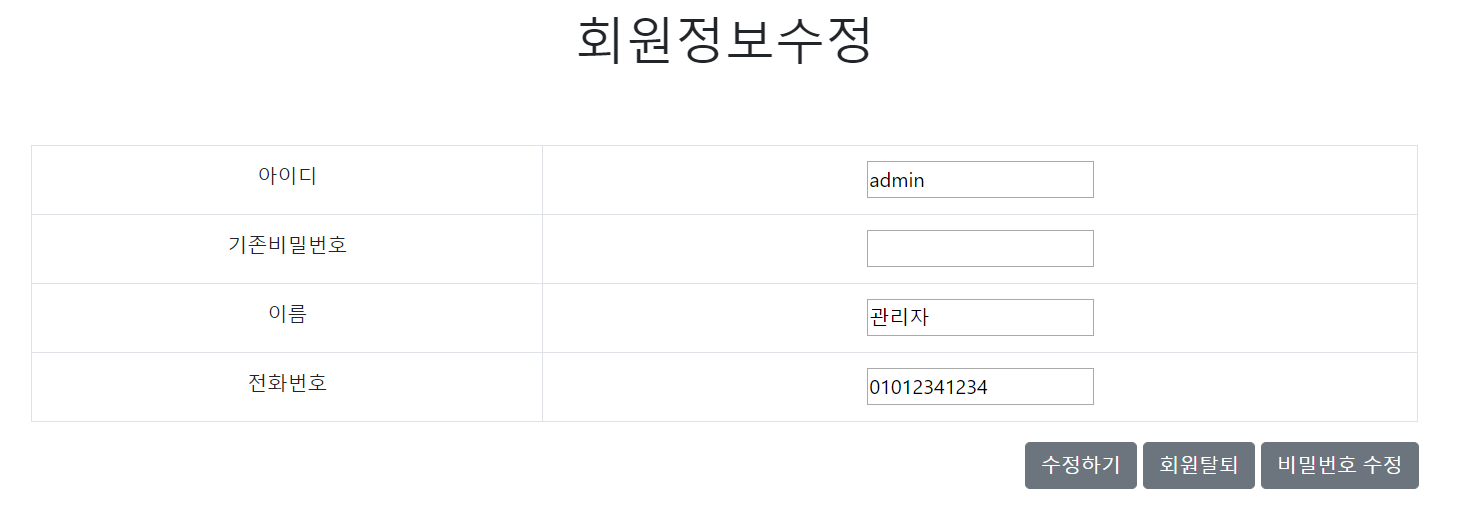 회원정보수정
아이디 admin
기존비밀번호
이름 관리자
전화번호 01012341234
수정하기 회원탈퇴 비밀번호 수정